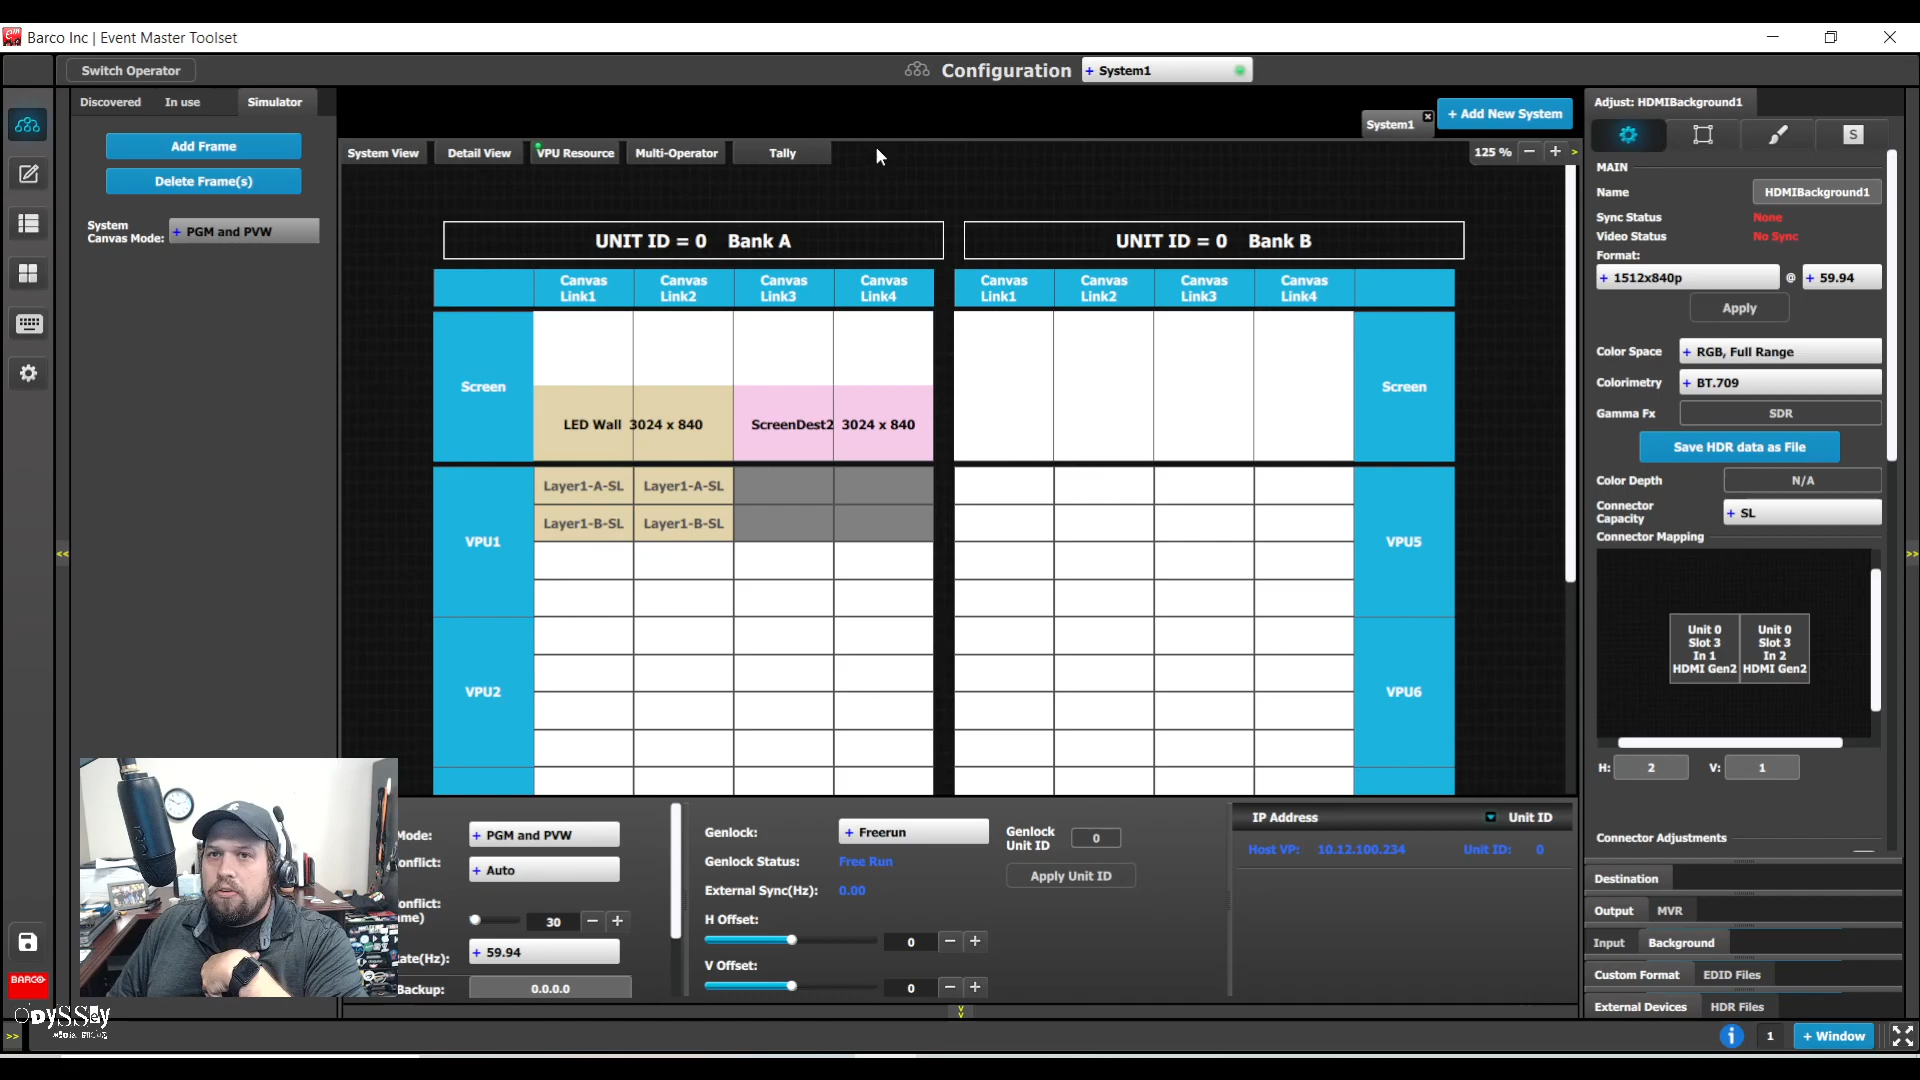 Barco Inc | Event Master Toolset
Switch Operator
Configuration
+ System1
Discovered
In use
Simulator
Add Frame
Delete Frame(s)
System
Canvas Mode:
+ PGM and PVW
System1
+ Add New System
System View
Detail View
VPU Resource
Multi-Operator
Tally
125 %
UNIT ID = 0 Bank A
UNIT ID = 0 Bank B
Canvas
Link1
Canvas
Link2
Canvas
Link3
Canvas
Link4
Canvas
Link1
Canvas
Link2
Canvas
Link3
Canvas
Link4
Screen
LED Wall 3024 x 840
ScreenDest2 3024 x 840
Screen
VPU1
Layer1-A-SL
Layer1-A-SL
Layer1-B-SL
Layer1-B-SL
VPU5
VPU2
VPU6
Mode:
+ PGM and PVW
onflict:
+ Auto
onflict:
me)
30
ate(Hz):
+ 59.94
Backup:
0.0.0.0
Genlock:
+ Freerun
Genlock
Unit ID
0
Genlock Status:
Free Run
Apply Unit ID
External Sync(Hz):
0.00
H Offset:
0
V Offset:
0
IP Address
Unit ID
Host VP: 10.12.100.234
Unit ID: 0
Adjust: HDMIBackground1
S
MAIN
Name
HDMIBackground1
Sync Status
None
Video Status
No Sync
Format:
+ 1512x840p
@
+ 59.94
Apply
Color Space
+ RGB, Full Range
Colorimetry
+ BT.709
Gamma Fx
SDR
Save HDR data as File
Color Depth
N/A
Connector
Capacity
+ SL
Connector Mapping
Unit 0
Slot 3
In 1
HDMI Gen2
Unit 0
Slot 3
In 2
HDMI Gen2
H:
2
V:
1
Connector Adjustments
Destination
Output
MVR
Input
Background
Custom Format
EDID Files
External Devices
HDR Files
BARCO
OdySSey
1
+ Window